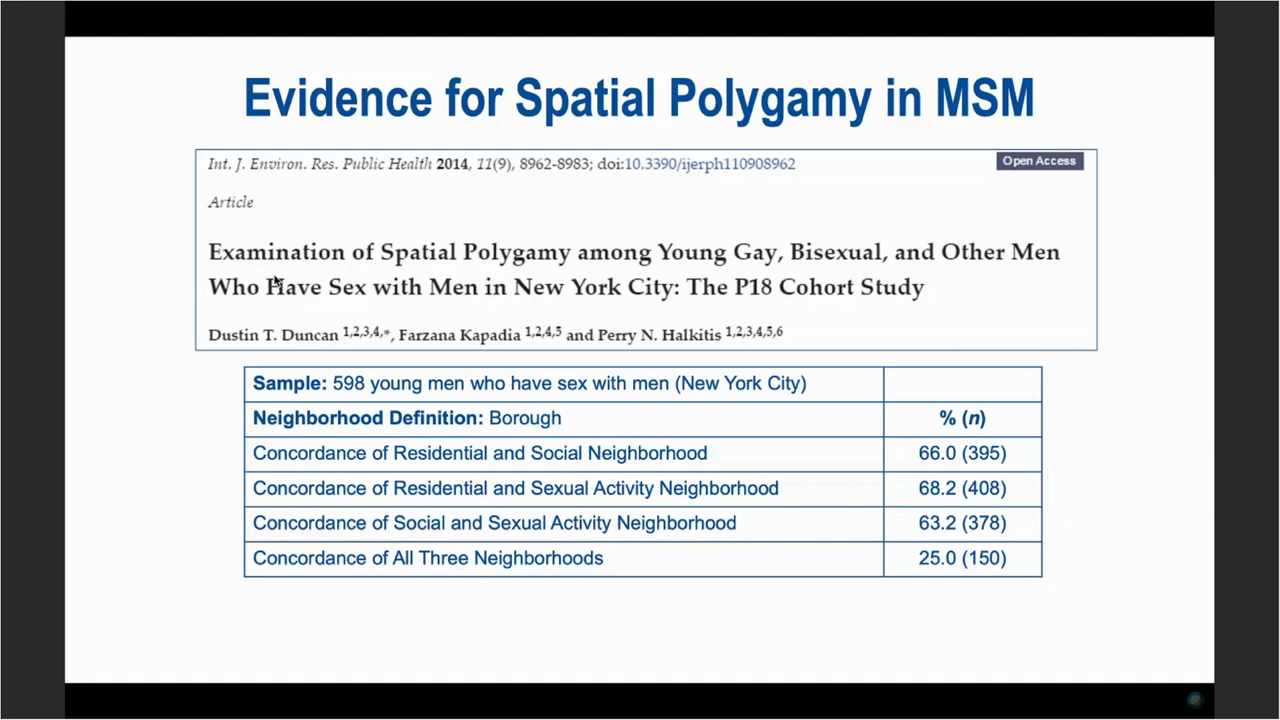 Evidence for Spatial Polygamy in MSM
Int. J. Environ. Res. Public Health 2014, 11(9), 8962-8983; doi:10.3390/ijerph110908962
Open Access
Article
Examination of Spatial Polygamy among Young Gay, Bisexual, and Other Men
Who Have Sex with Men in New York City: The P18 Cohort Study
Dustin T. Duncan 1,2,3,4,*, Farzana Kapadia 1,2,4,5 and Perry N. Halkitis 1,2,3,4,5,6
Sample: 598 young men who have sex with men (New York City)
Neighborhood Definition: Borough % (n)
Concordance of Residential and Social Neighborhood 66.0 (395)
Concordance of Residential and Sexual Activity Neighborhood 68.2 (408)
Concordance of Social and Sexual Activity Neighborhood 63.2 (378)
Concordance of All Three Neighborhoods 25.0 (150)